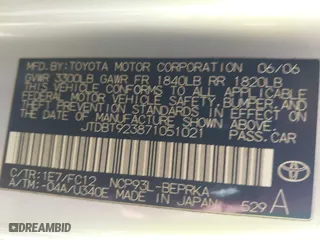 MFD. BY: TOYOTA MOTOR CORPORATION 06/06
GVWR 3300LB GAWR FR 1840LB RR 1820LB
THIS VEHICLE CONFORMS TO ALL APPLICABLE
FEDERAL MOTOR VEHICLE SAFETY, BUMPER, AND
THEFT PREVENTION STANDARDS IN EFFECT ON
THE DATE OF MANUFACTURE SHOWN ABOVE.
JTDBT923871051021 PASS. CAR
C/TR:1E7/FC12 NCP93L-BEPRKA
A/TM:-04A/U340E MADE IN JAPAN 529 A
TOYOTA
DREAMBID